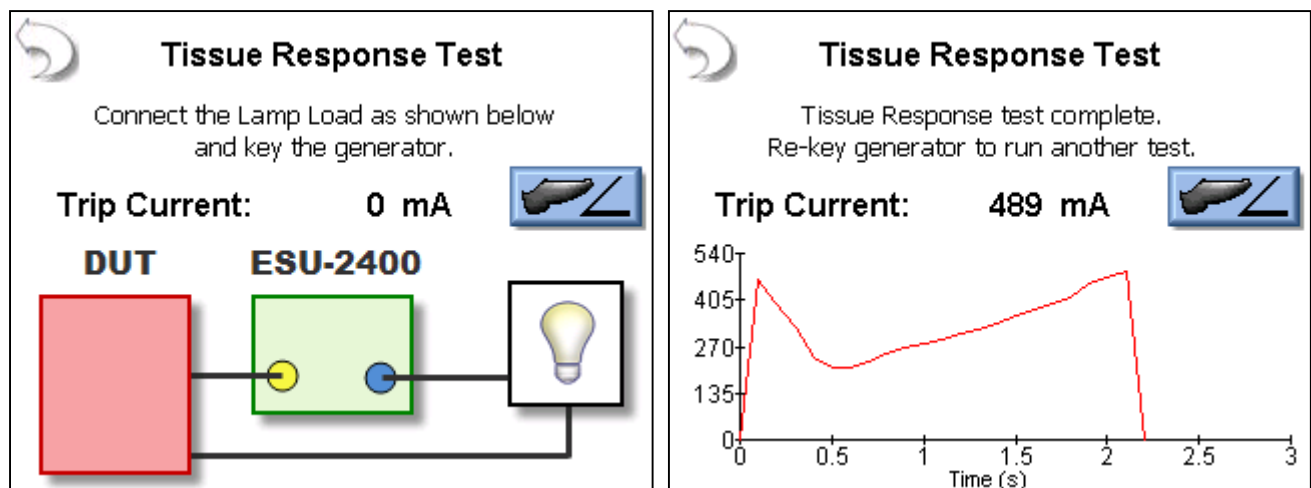 Tissue Response Test
Connect the Lamp Load as shown below
and key the generator.
Trip Current: 0 mA
DUT ESU-2400
Tissue Response Test
Tissue Response test complete.
Re-key generator to run another test.
Trip Current: 489 mA
540
405
270
135
0
0 0.5 1 1.5 2 2.5 3
Time (s)